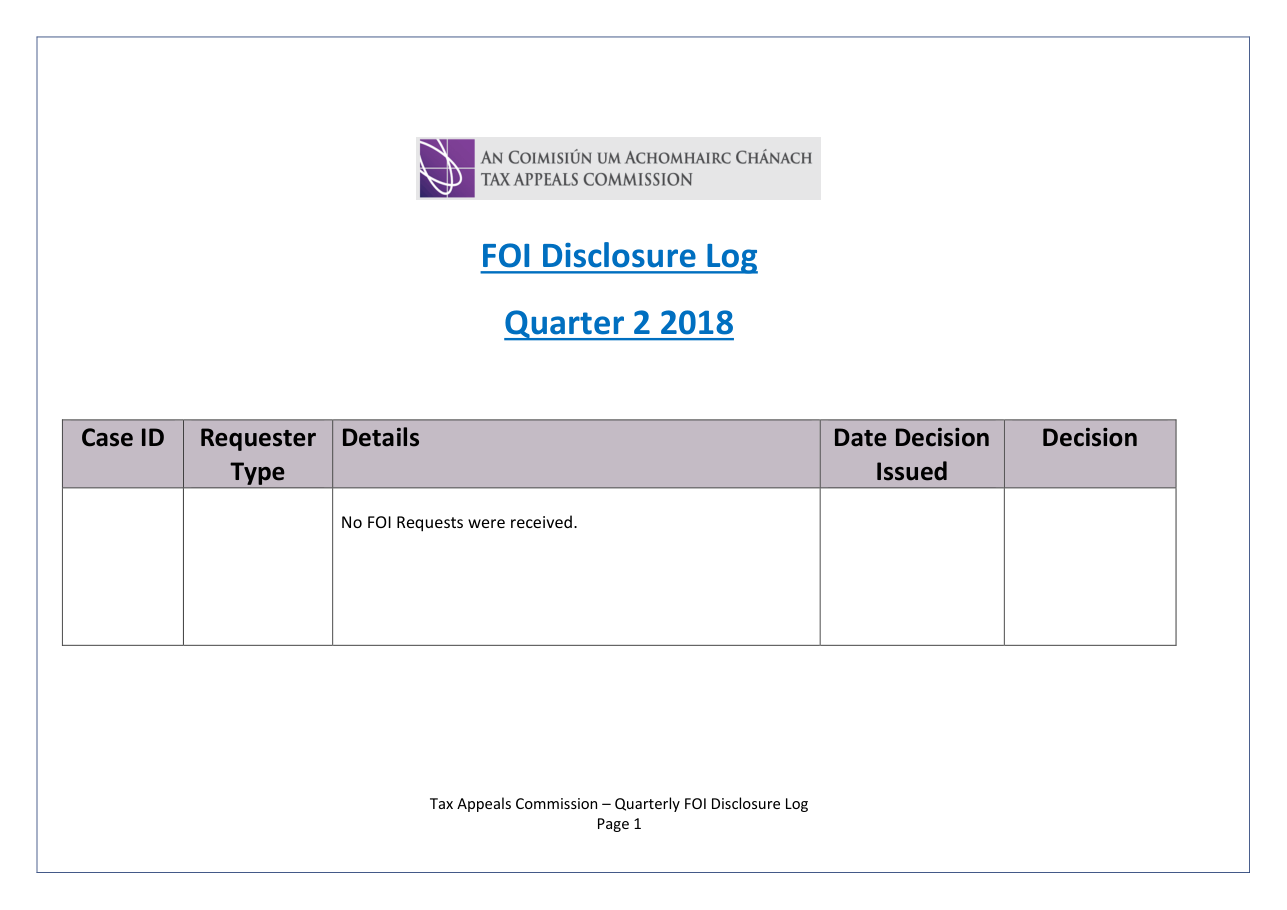 AN COIMISIÚN UM ACHOMHAIRC CHÁNACH
TAX APPEALS COMMISSION
FOI Disclosure Log
Quarter 2 2018
Case ID
Requester
Type
Details
Date Decision
Issued
Decision
No FOI Requests were received.
Tax Appeals Commission – Quarterly FOI Disclosure Log
Page 1